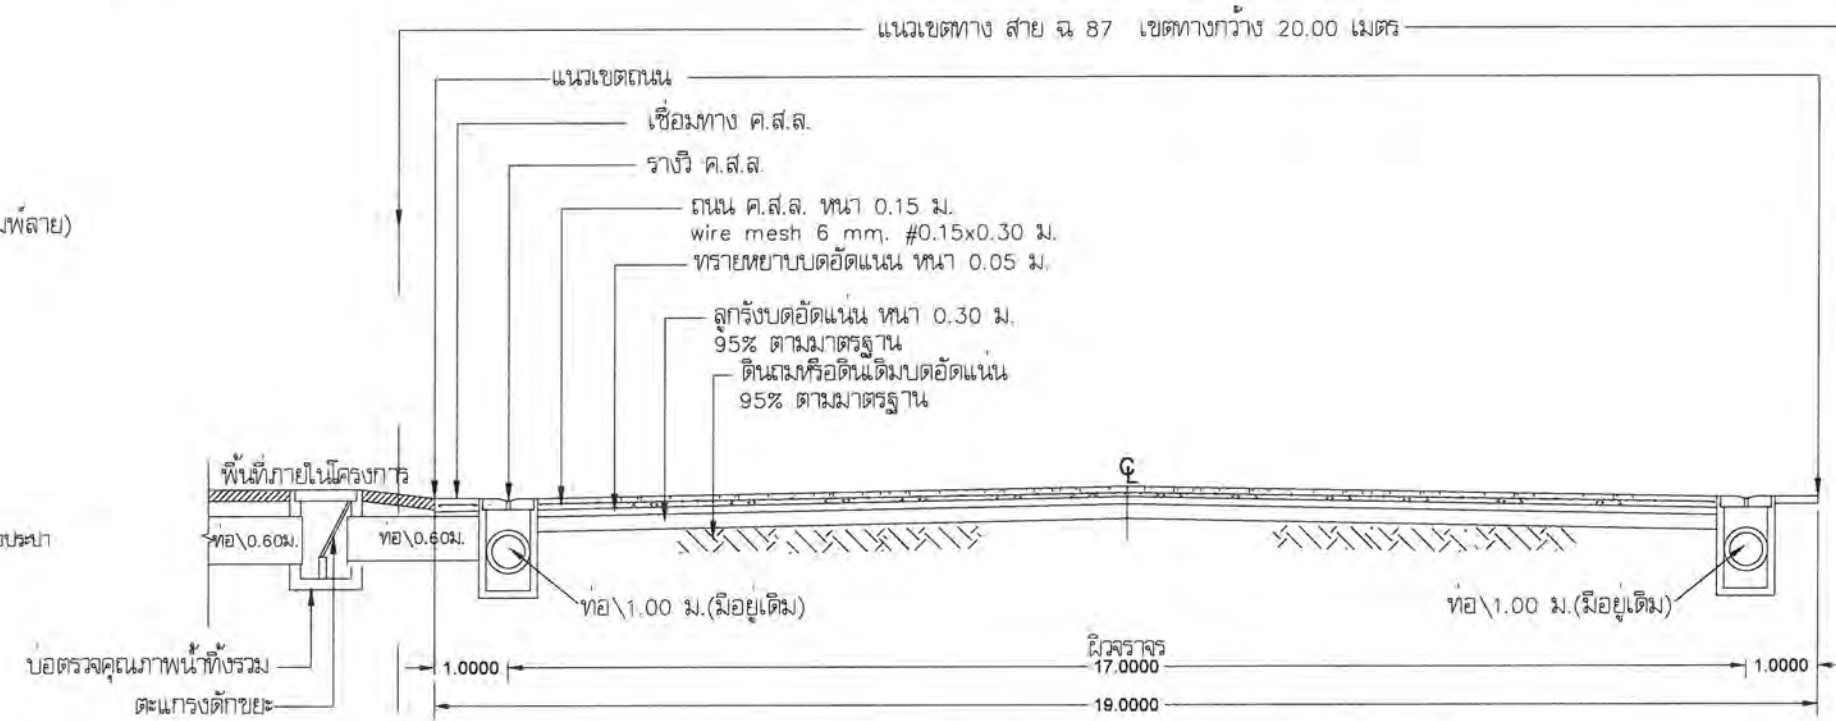 แนวเขตทาง สาย ฉ 87 เขตทางกว้าง 20.00 เมตร
แนวเขตถนน
เชื่อมทาง ค.ส.ล.
รางวี ค.ส.ล.
ถนน ค.ส.ล. หนา 0.15 ม.
wire mesh 6 mm. #0.15x0.30 ม.
ทรายหยาบบดอัดแนน หนา 0.05 ม.
ลูกรังบดอัดแน่น หนา 0.30 ม.
95% ตามมาตรฐาน
ดินถมหรือดินเดิมบดอัดแน่น
95% ตามมาตรฐาน
พื้นที่ภายในโครงการ
ท่อ\0.60ม.
ท่อ\0.60ม.
ท่อ\1.00 ม.(มีอยู่เดิม)
ท่อ\1.00 ม.(มีอยู่เดิม)
บ่อตรวจคุณภาพน้ำทิ้งรวม
ตะแกรงดักขยะ
ผิวจราจร
1.0000
17.0000
1.0000
19.0000